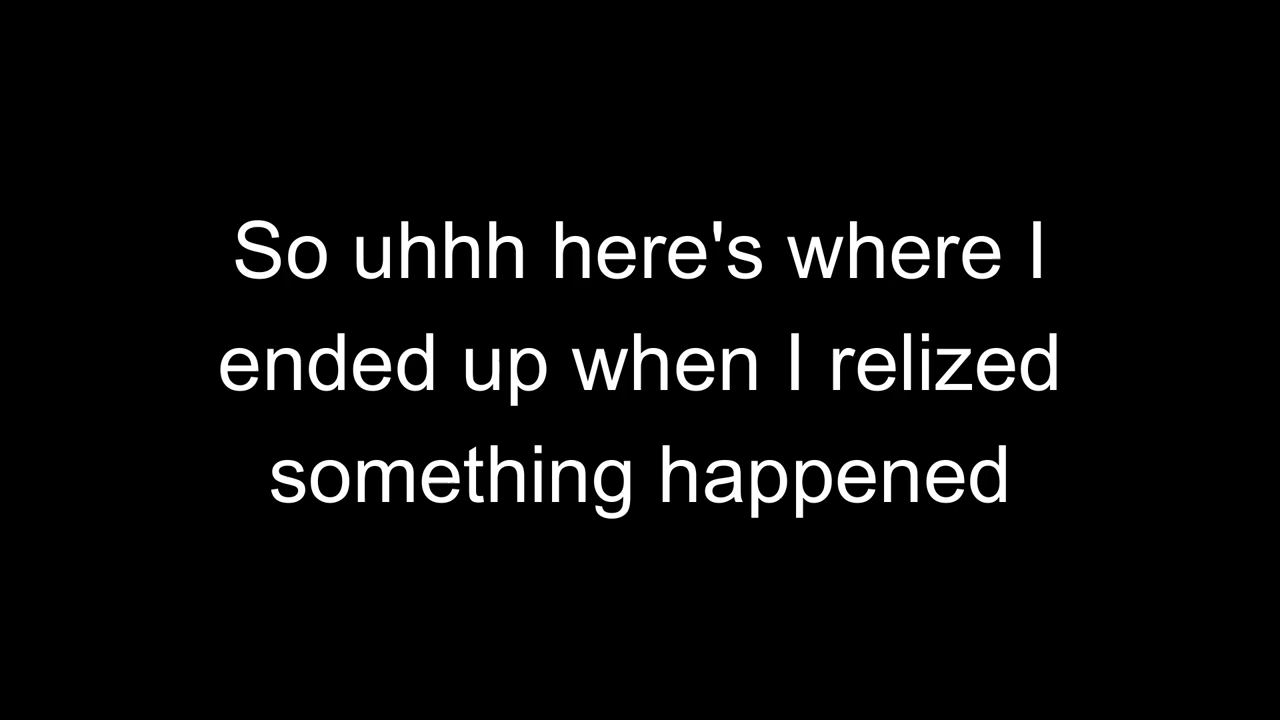 So uhhh here's where I
ended up when I relized
something happened